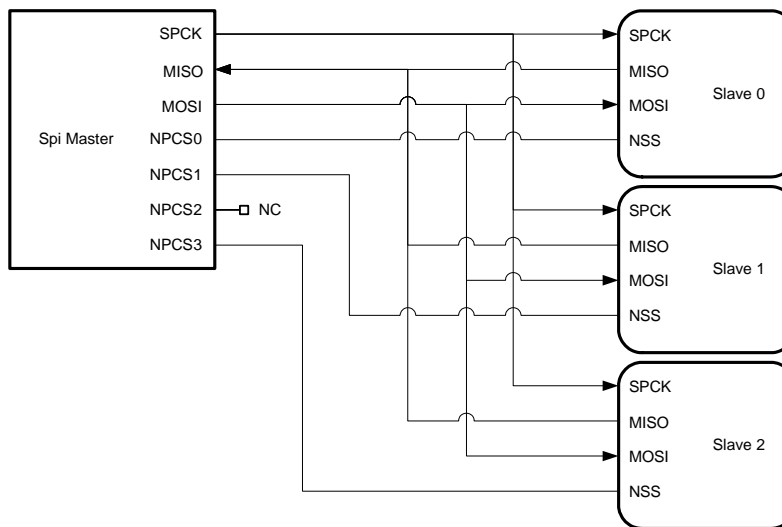 SPCK
MISO
MOSI
Spi Master
NPCS0
NPCS1
NPCS2
NC
NPCS3
SPCK
MISO
Slave 0
MOSI
NSS
SPCK
MISO
Slave 1
MOSI
NSS
SPCK
MISO
Slave 2
MOSI
NSS